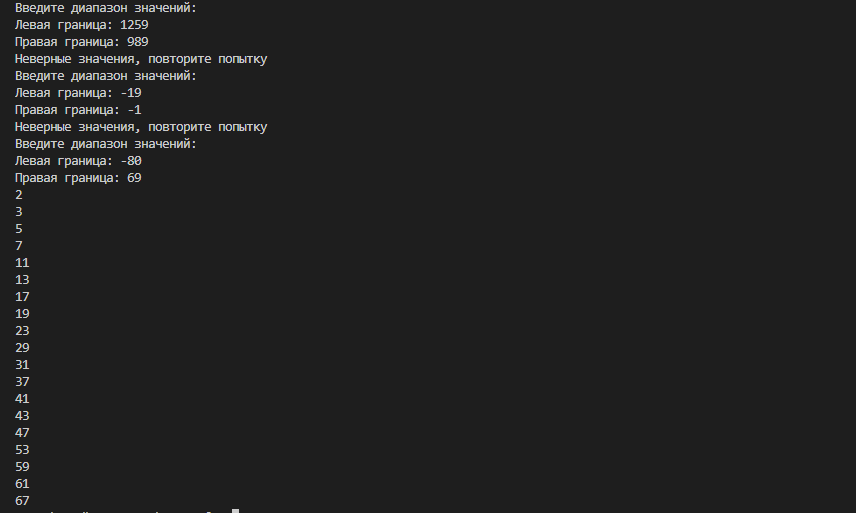 Введите диапазон значений:
Левая граница: 1259
Правая граница: 989
Неверные значения, повторите попытку
Введите диапазон значений:
Левая граница: -19
Правая граница: -1
Неверные значения, повторите попытку
Введите диапазон значений:
Левая граница: -80
Правая граница: 69
2
3
5
7
11
13
17
19
23
29
31
37
41
43
47
53
59
61
67